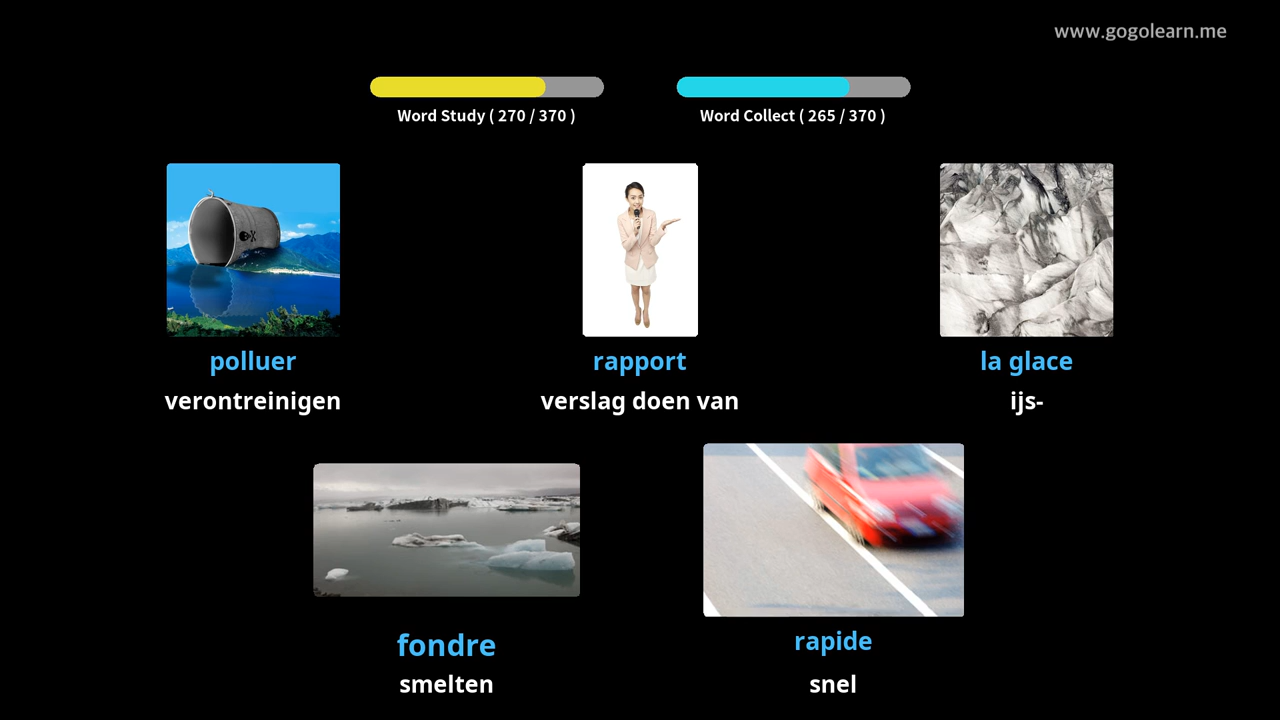 www.gogolearn.me
Word Study ( 270 / 370 )
Word Collect ( 265 / 370 )
polluer
verontreinigen
rapport
verslag doen van
la glace
ijs-
fondre
smelten
rapide
snel